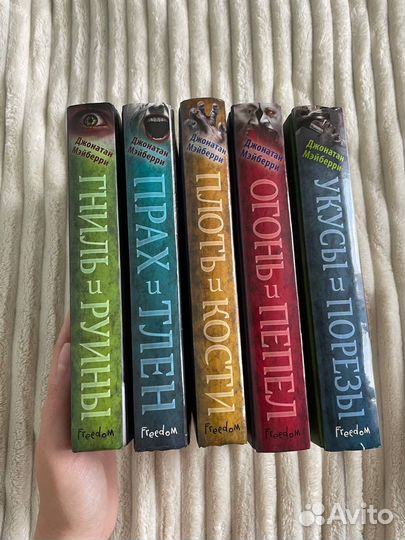 Джонатан
Мэйберри
ГНИЛЬ и РУИНЫ
Freedom
Джонатан
Мэйберри
ПРАХ и ТЛЕН
Freedom
Джонатан
Мэйберри
ПЛОТЬ и КОСТИ
Freedom
Джонатан
Мэйберри
ОГОНЬ и ПЕПЕЛ
Freedom
Джонатан
Мэйберри
УКУСЫ и ПОРЕЗЫ
Freedom
Avito